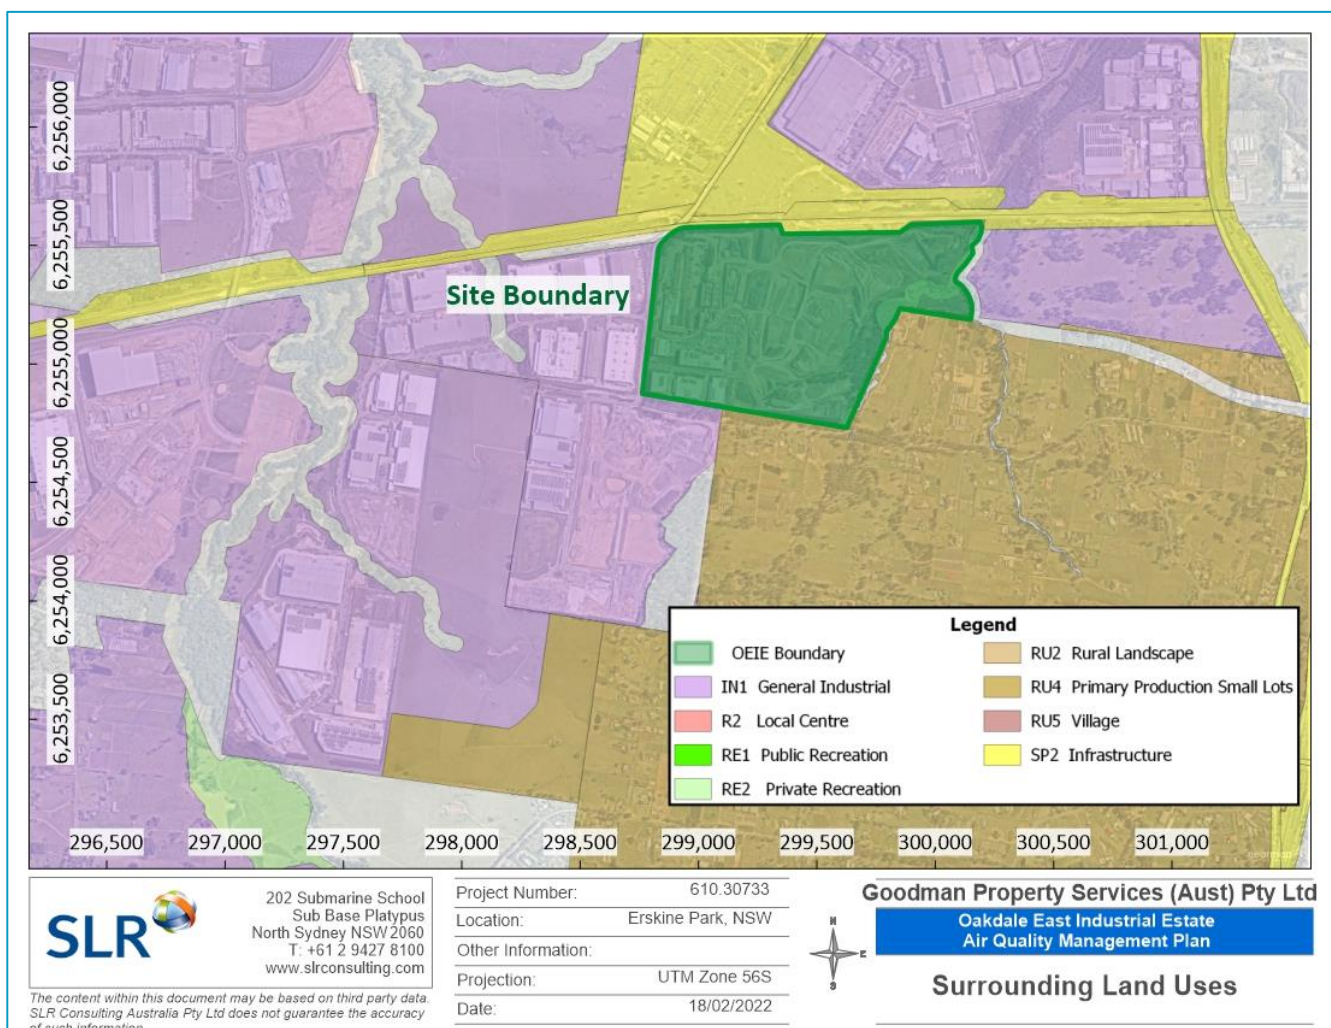 6,256,000
6,255,500
6,255,000
6,254,500
6,254,000
6,253,500
Site Boundary
Legend
OEIE Boundary
IN1 General Industrial
R2 Local Centre
RE1 Public Recreation
RE2 Private Recreation
RU2 Rural Landscape
RU4 Primary Production Small Lots
RU5 Village
SP2 Infrastructure
296,500 297,000 297,500 298,000 298,500 299,000 299,500 300,000 300,500 301,000
SLR
202 Submarine School
Sub Base Platypus
North Sydney NSW 2060
T: +61 2 9427 8100
www.slrconsulting.com
The content within this document may be based on third party data.
SLR Consulting Australia Pty Ltd does not guarantee the accuracy
of such information
Project Number: 610.30733
Location: Erskine Park, NSW
Other Information:
Projection: UTM Zone 56S
Date: 18/02/2022
N
E
S
Goodman Property Services (Aust) Pty Ltd
Oakdale East Industrial Estate
Air Quality Management Plan
Surrounding Land Uses